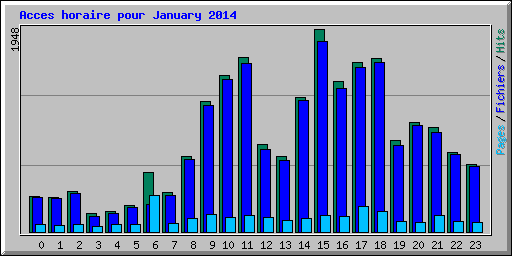 Acces horaire pour January 2014
1948
Pages / Fichiers / Hits
0 1 2 3 4 5 6 7 8 9 10 11 12 13 14 15 16 17 18 19 20 21 22 23